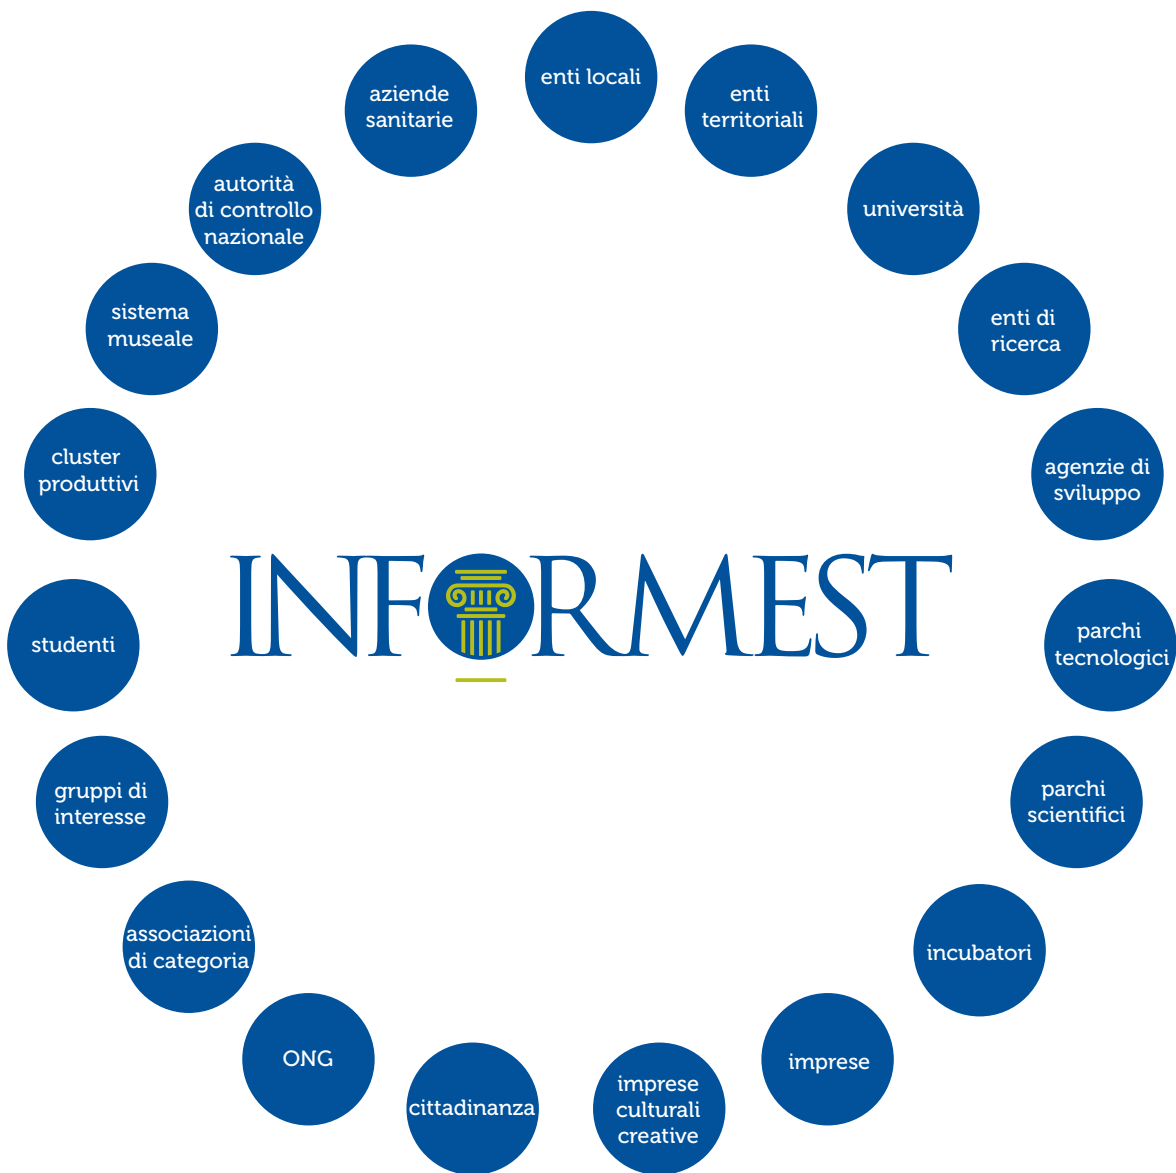 enti locali
enti
territoriali
università
enti di
ricerca
agenzie di
sviluppo
parchi
tecnologici
parchi
scientifici
incubatori
imprese
imprese
culturali
creative
cittadinanza
ONG
associazioni
di categoria
gruppi di
interesse
studenti
cluster
produttivi
sistema
museale
autorità
di controllo
nazionale
aziende
sanitarie
INFORMEST